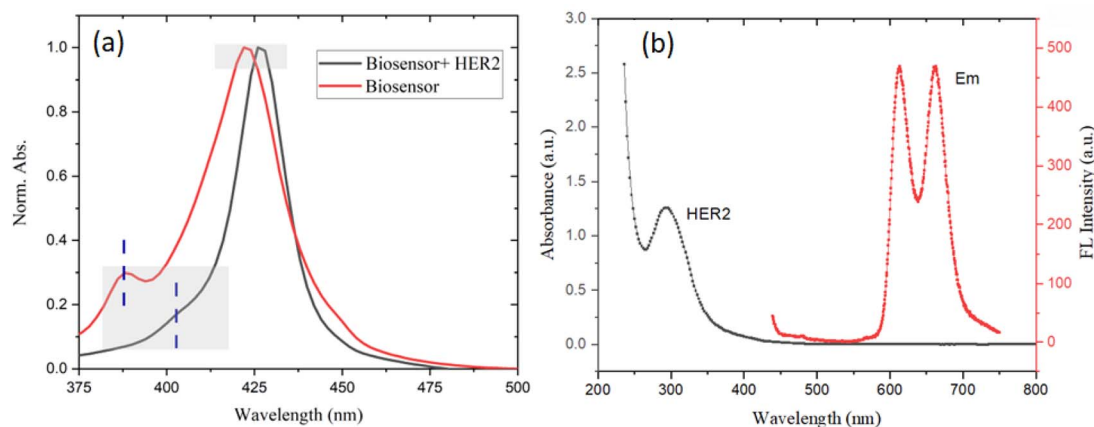 (a)
Biosensor+ HER2
Biosensor
Norm. Abs.
1.0
0.8
0.6
0.4
0.2
0.0
375
400
425
450
475
500
Wavelength (nm)
(b)
Em
HER2
Absorbance (a.u.)
3.0
2.5
2.0
1.5
1.0
0.5
0.0
FL Intensity (a.u.)
500
400
300
200
100
0
200
300
400
500
600
700
800
Wavelength (nm)